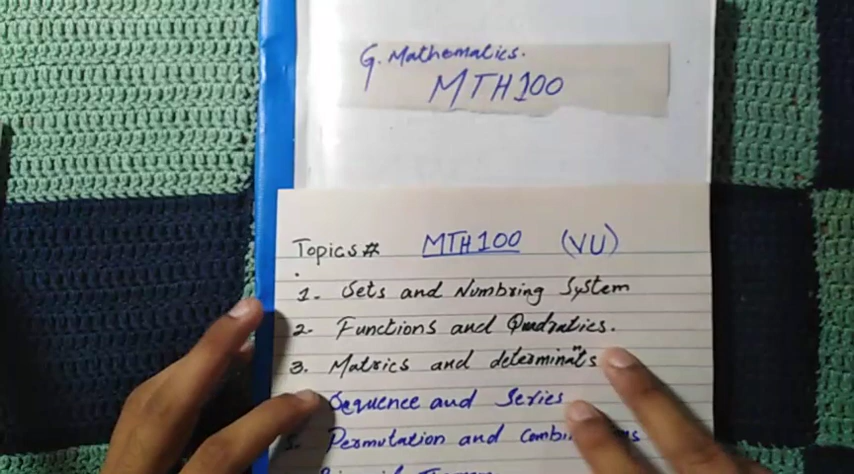 G. Mathematics.
MTH100
Topics# MTH100 (VU)
1- Sets and Numbring System
2- Functions and Quadratics.
3. Matrics and determinats
Sequence and Series
Permutation and